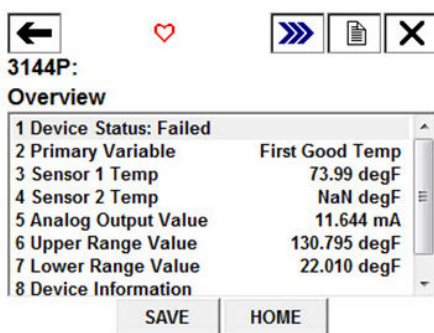 3144P:
Overview
1 Device Status: Failed
2 Primary Variable First Good Temp
3 Sensor 1 Temp 73.99 degF
4 Sensor 2 Temp NaN degF
5 Analog Output Value 11.644 mA
6 Upper Range Value 130.795 degF
7 Lower Range Value 22.010 degF
8 Device Information
SAVE HOME